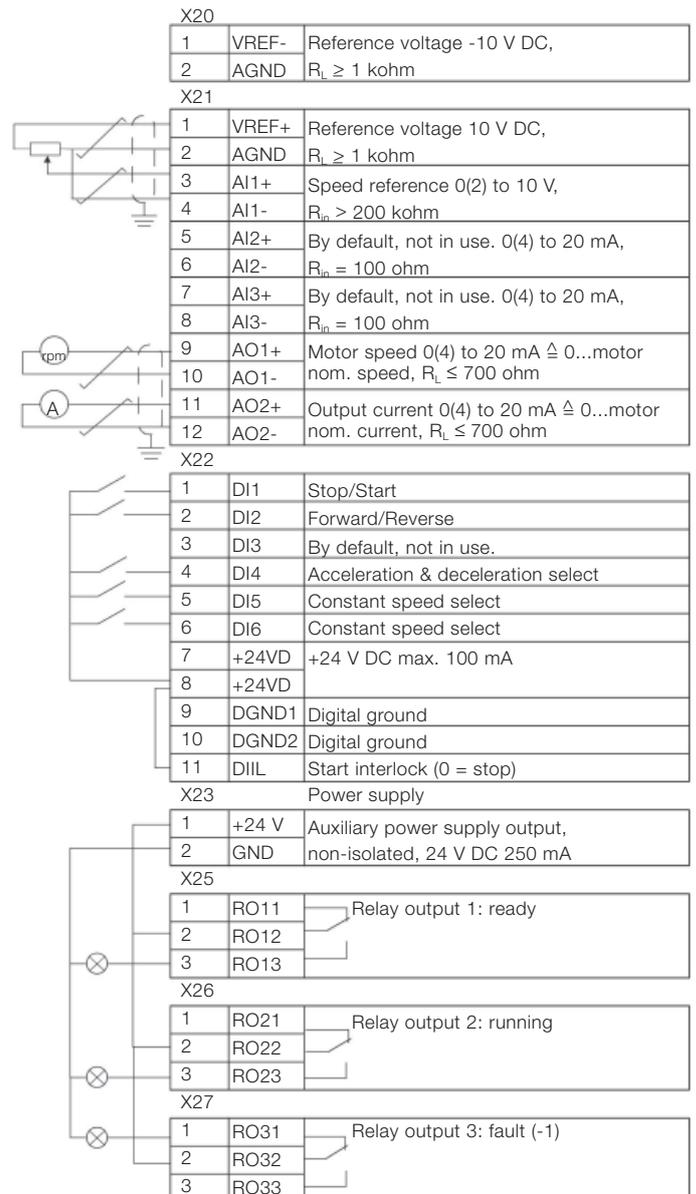 X20
1 VREF- Reference voltage -10 V DC,
2 AGND R_L ≥ 1 kohm
X21
1 VREF+ Reference voltage 10 V DC,
2 AGND R_L ≥ 1 kohm
3 AI1+ Speed reference 0(2) to 10 V,
4 AI1- R_in > 200 kohm
5 AI2+ By default, not in use. 0(4) to 20 mA,
6 AI2- R_in = 100 ohm
7 AI3+ By default, not in use. 0(4) to 20 mA,
8 AI3- R_in = 100 ohm
rpm 9 AO1+ Motor speed 0(4) to 20 mA ≙ 0...motor
10 AO1- nom. speed, R_L ≤ 700 ohm
A 11 AO2+ Output current 0(4) to 20 mA ≙ 0...motor
12 AO2- nom. current, R_L ≤ 700 ohm
X22
1 DI1 Stop/Start
2 DI2 Forward/Reverse
3 DI3 By default, not in use.
4 DI4 Acceleration & deceleration select
5 DI5 Constant speed select
6 DI6 Constant speed select
7 +24VD +24 V DC max. 100 mA
8 +24VD
9 DGND1 Digital ground
10 DGND2 Digital ground
11 DIIL Start interlock (0 = stop)
X23 Power supply
1 +24 V Auxiliary power supply output,
2 GND non-isolated, 24 V DC 250 mA
X25
1 RO11 Relay output 1: ready
2 RO12
3 RO13
X26
1 RO21 Relay output 2: running
2 RO22
3 RO23
X27
1 RO31 Relay output 3: fault (-1)
2 RO32
3 RO33